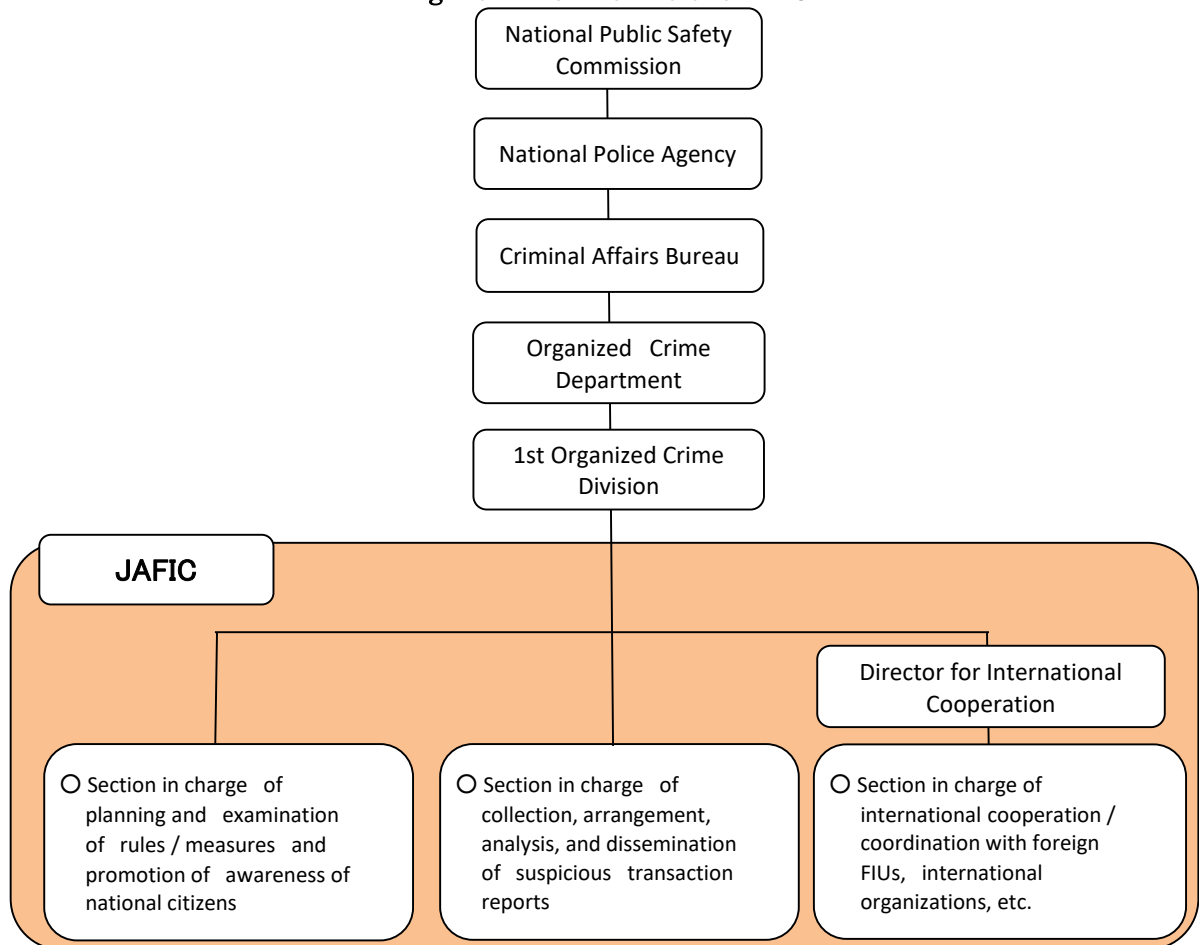 National Public Safety
Commission
National Police Agency
Criminal Affairs Bureau
Organized Crime
Department
1st Organized Crime
Division
JAFIC
Director for International
Cooperation
○ Section in charge of
planning and examination
of rules / measures and
promotion of awareness of
national citizens
○ Section in charge of
collection, arrangement,
analysis, and dissemination
of suspicious transaction
reports
○ Section in charge of
international cooperation /
coordination with foreign
FIUs, international
organizations, etc.